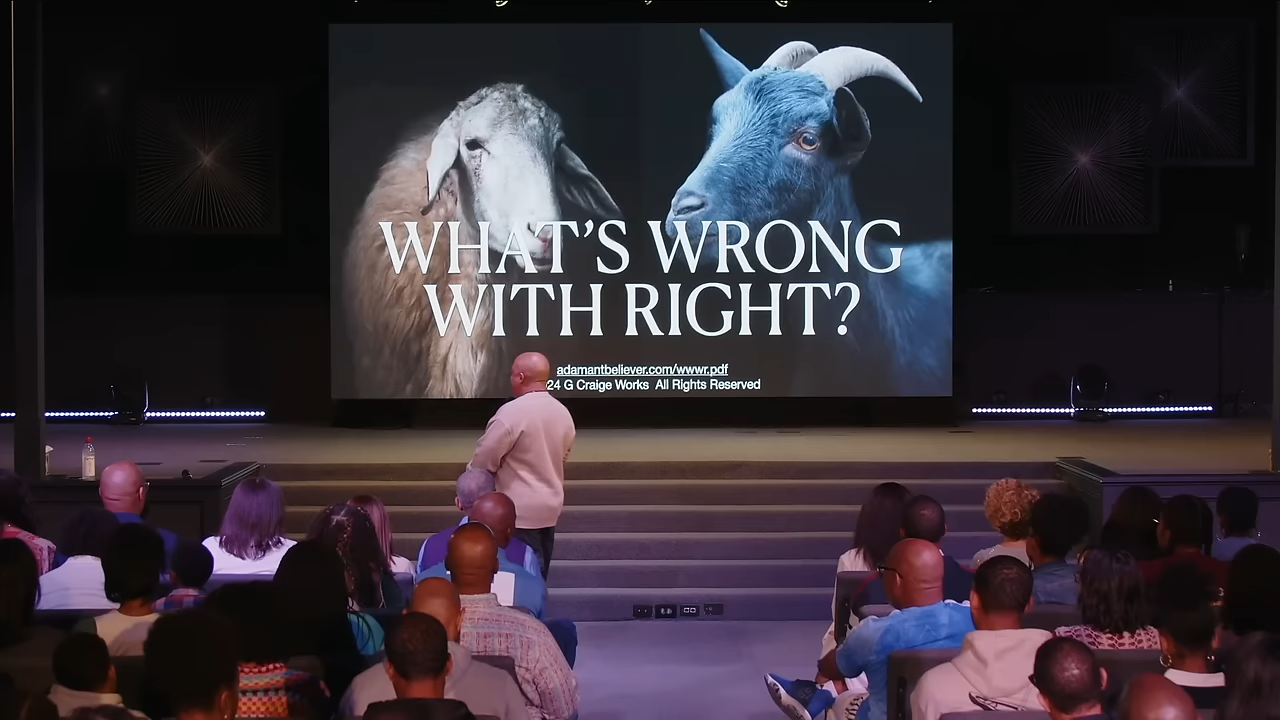 WHAT'S WRONG
WITH RIGHT?
adamantbeliever.com/wwwr.pdf
24 G Craige Works All Rights Reserved